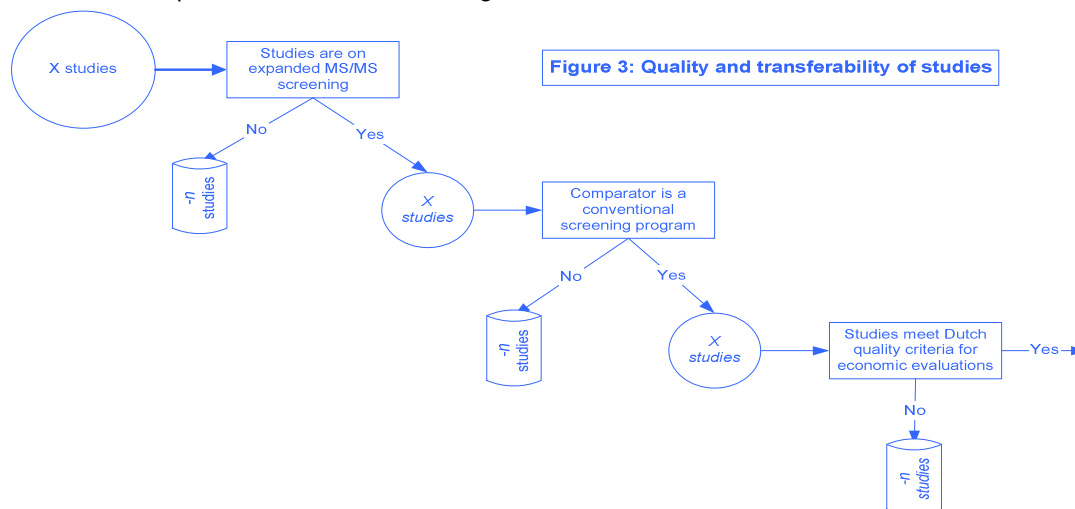 X studies
Studies are on
expanded MS/MS
screening
Figure 3: Quality and transferability of studies
No
Yes
-n
studies
X
studies
Comparator is a
conventional
screening program
No
Yes
-n
studies
X
studies
Studies meet Dutch
quality criteria for
economic evaluations
Yes
No
-n
studies